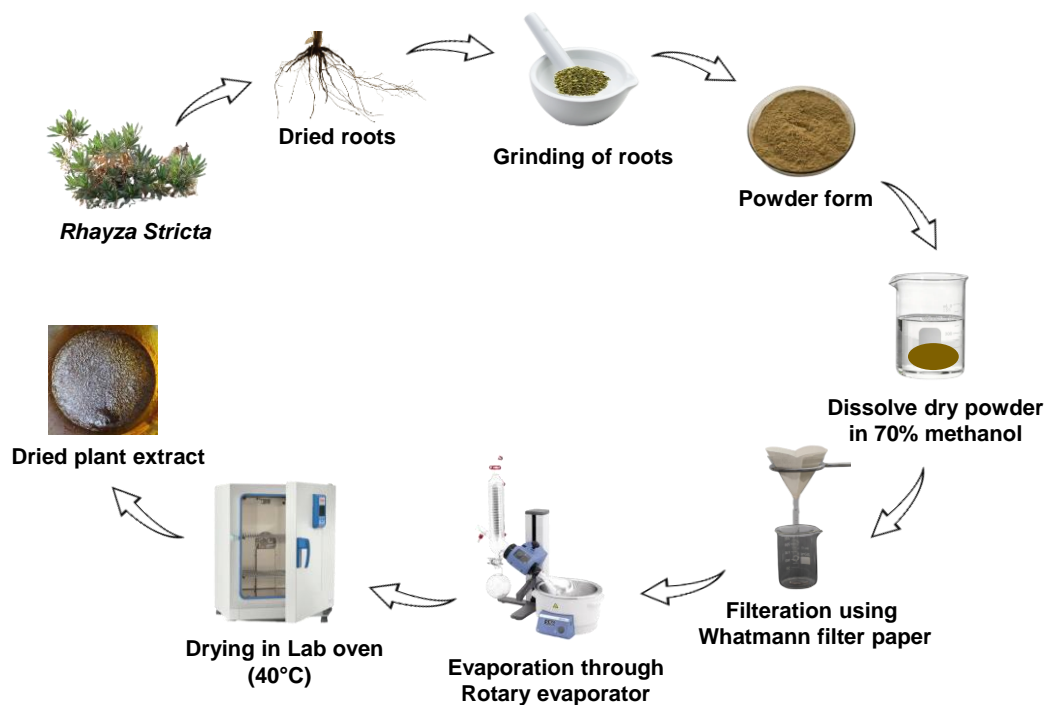 Rhayza Stricta
Dried roots
Grinding of roots
Powder form
Dissolve dry powder
in 70% methanol
Filteration using
Whatmann filter paper
Evaporation through
Rotary evaporator
Drying in Lab oven
(40°C)
Dried plant extract